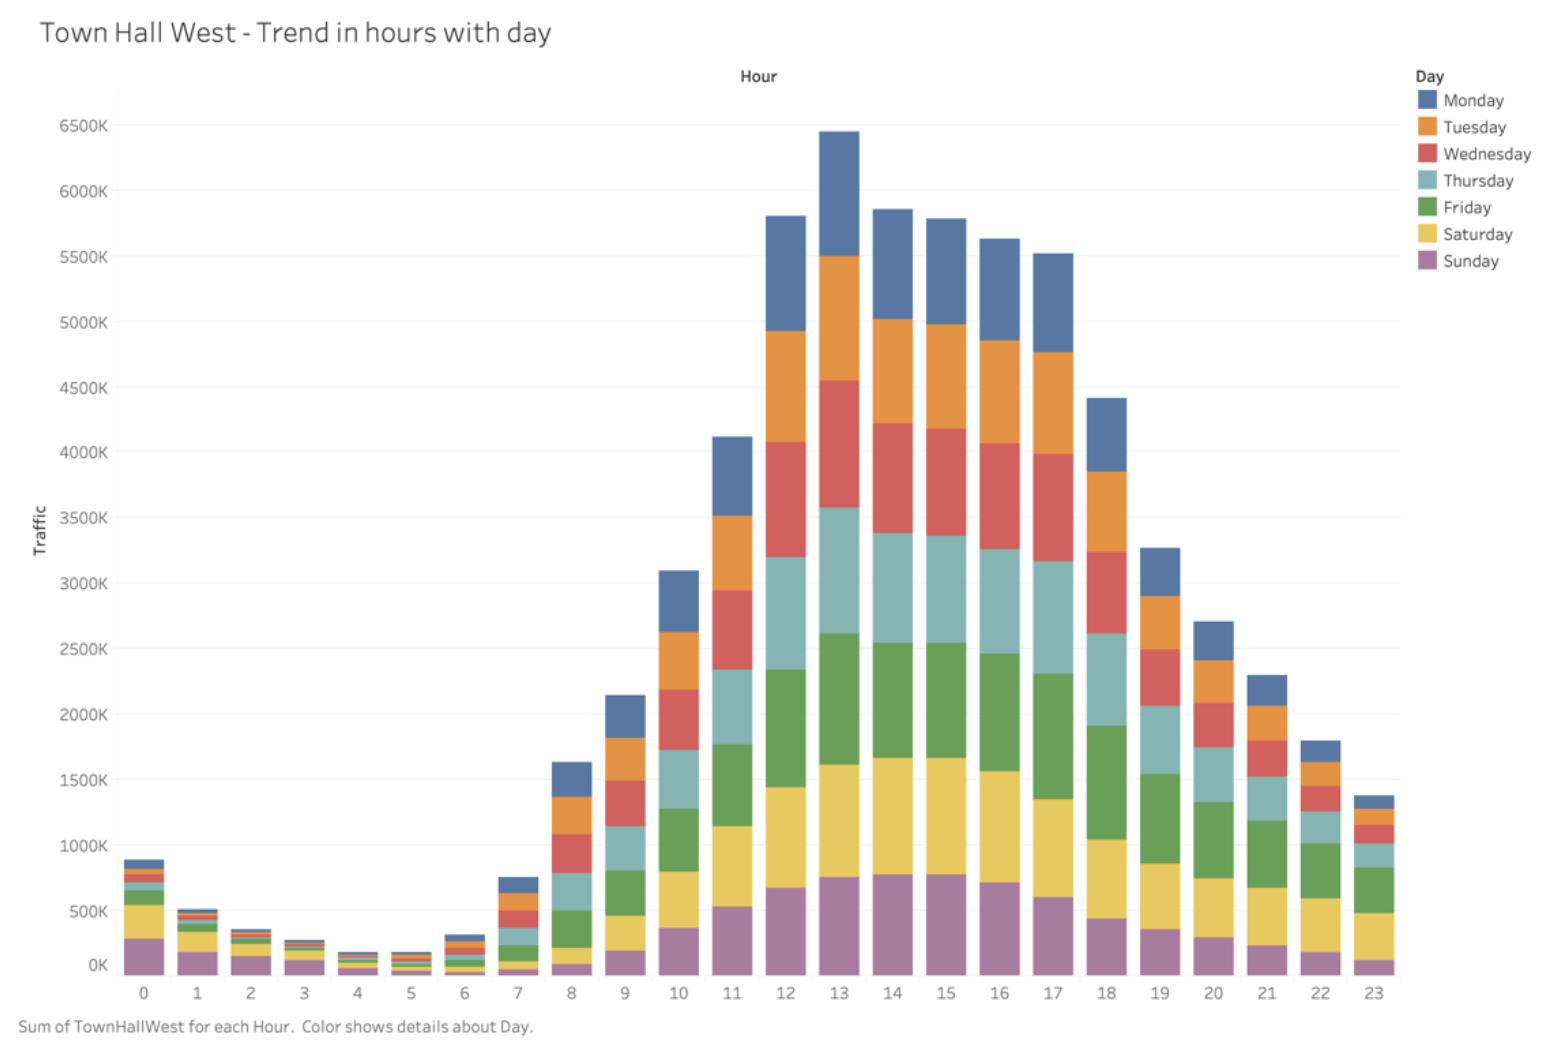 Town Hall West - Trend in hours with day
Hour
Day
Monday
Tuesday
Wednesday
Thursday
Friday
Saturday
Sunday
6500K
6000K
5500K
5000K
4500K
4000K
3500K
3000K
2500K
2000K
1500K
1000K
500K
0K
Traffic
0 1 2 3 4 5 6 7 8 9 10 11 12 13 14 15 16 17 18 19 20 21 22 23
Sum of TownHallWest for each Hour. Color shows details about Day.